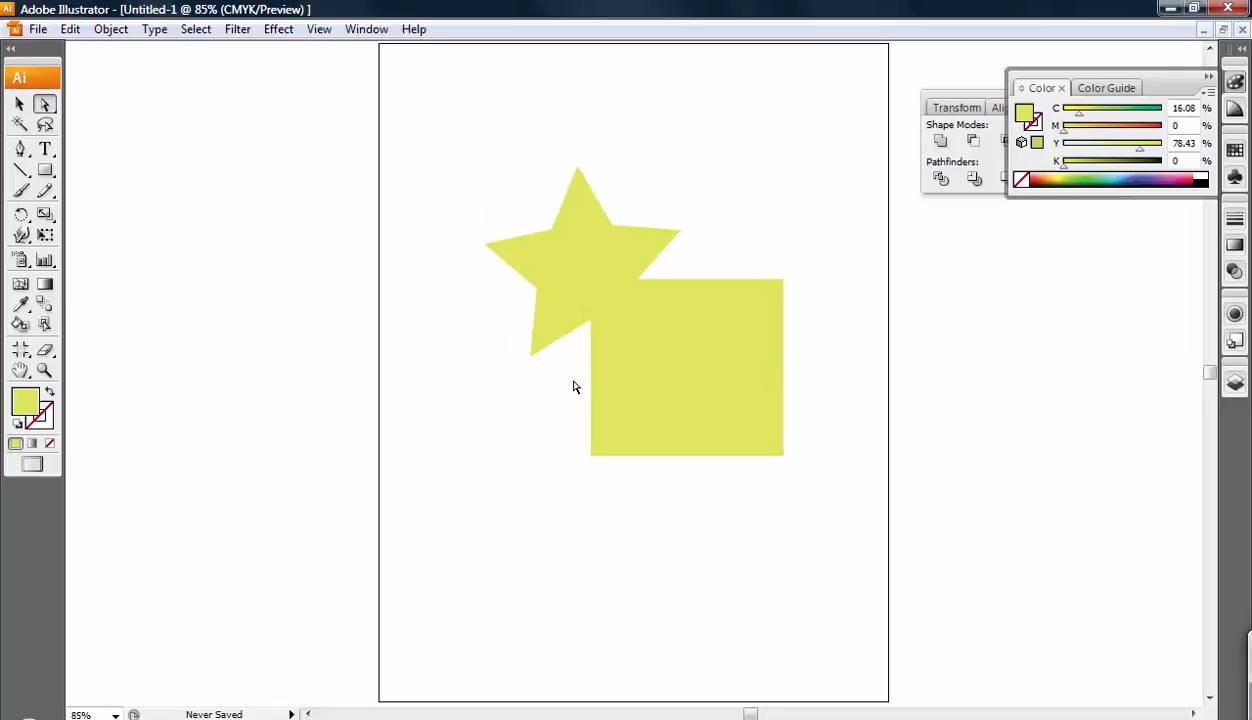 Adobe Illustrator - [Untitled-1 @ 85% (CMYK/Preview) ]
File Edit Object Type Select Filter Effect View Window Help
Ai
Color × Color Guide
C 16.08 %
M 0 %
Y 78.43 %
K 0 %
Transform Ali
Shape Modes:
Pathfinders:
85% Never Saved